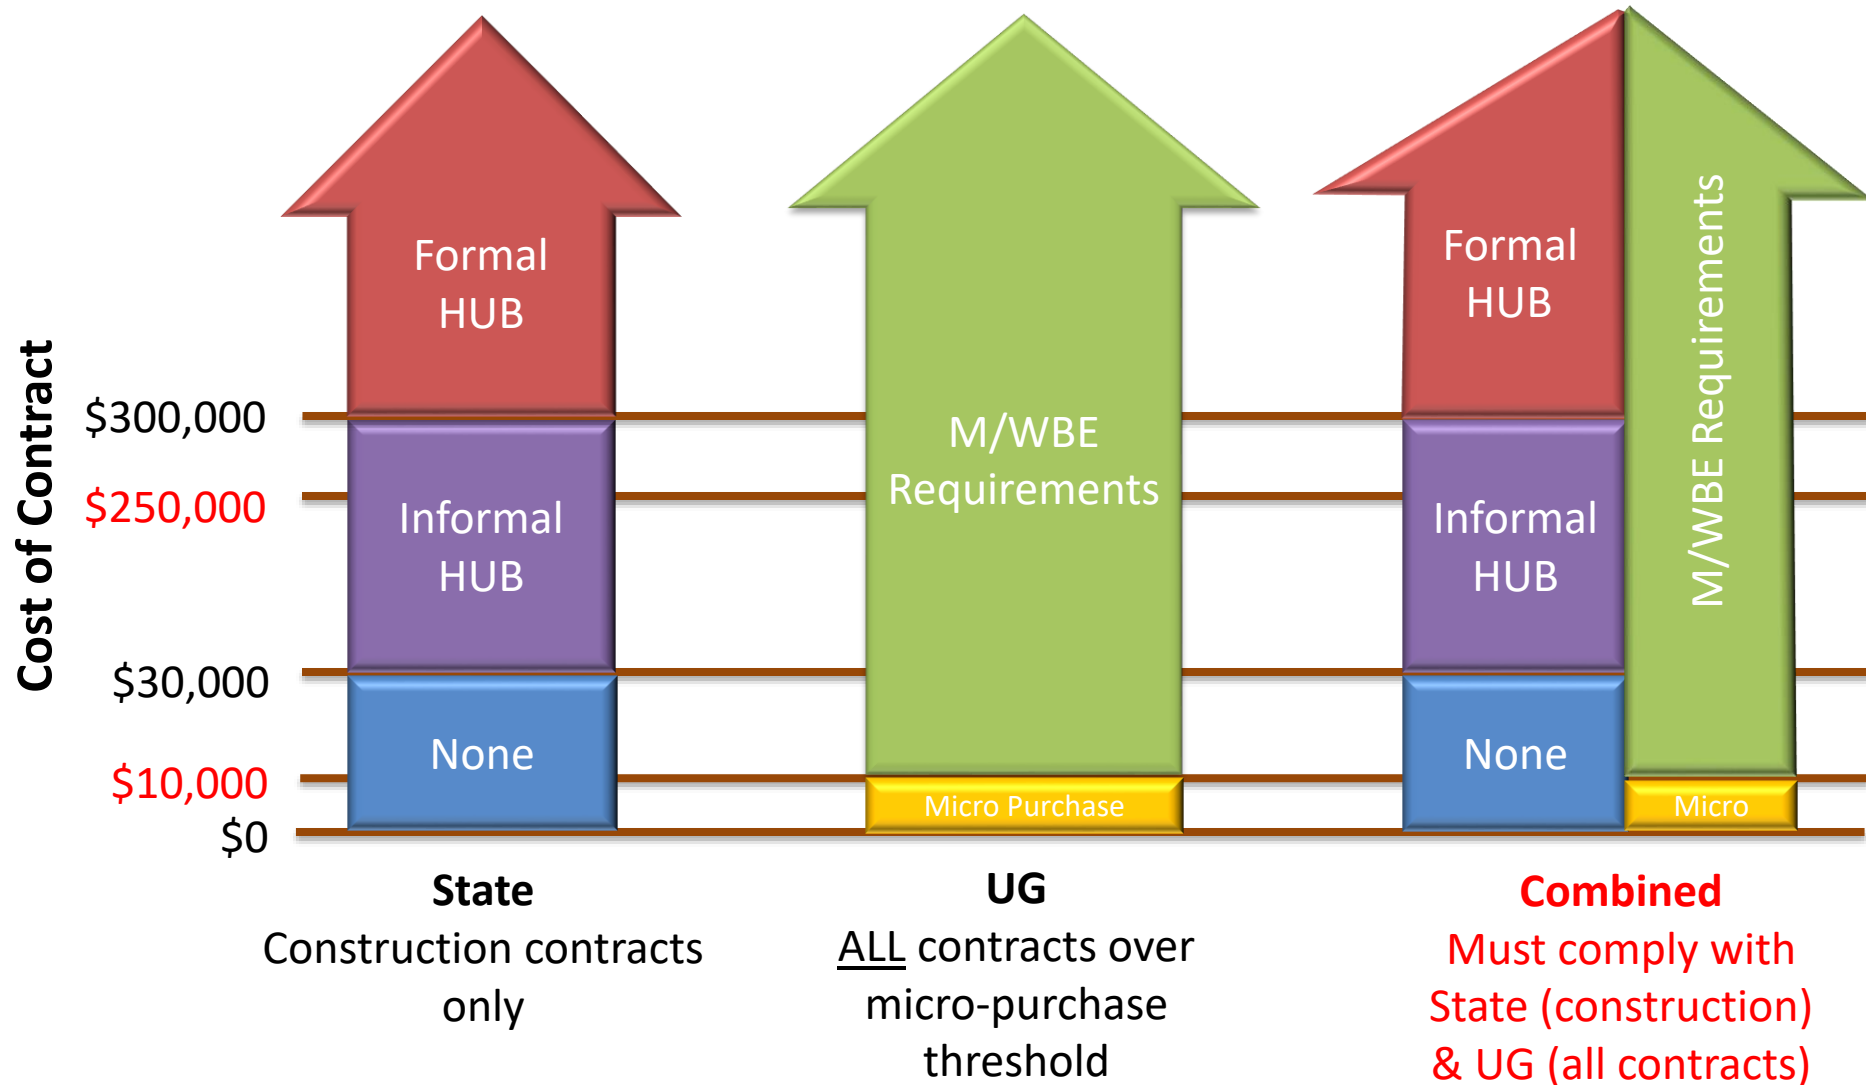 Cost of Contract
$300,000
$250,000
$30,000
$10,000
$0
Formal
HUB
Informal
HUB
None
State
Construction contracts
only
M/WBE
Requirements
Micro Purchase
UG
ALL contracts over
micro-purchase
threshold
Formal
HUB
Informal
HUB
None
M/WBE Requirements
Micro
Combined
Must comply with
State (construction)
& UG (all contracts)